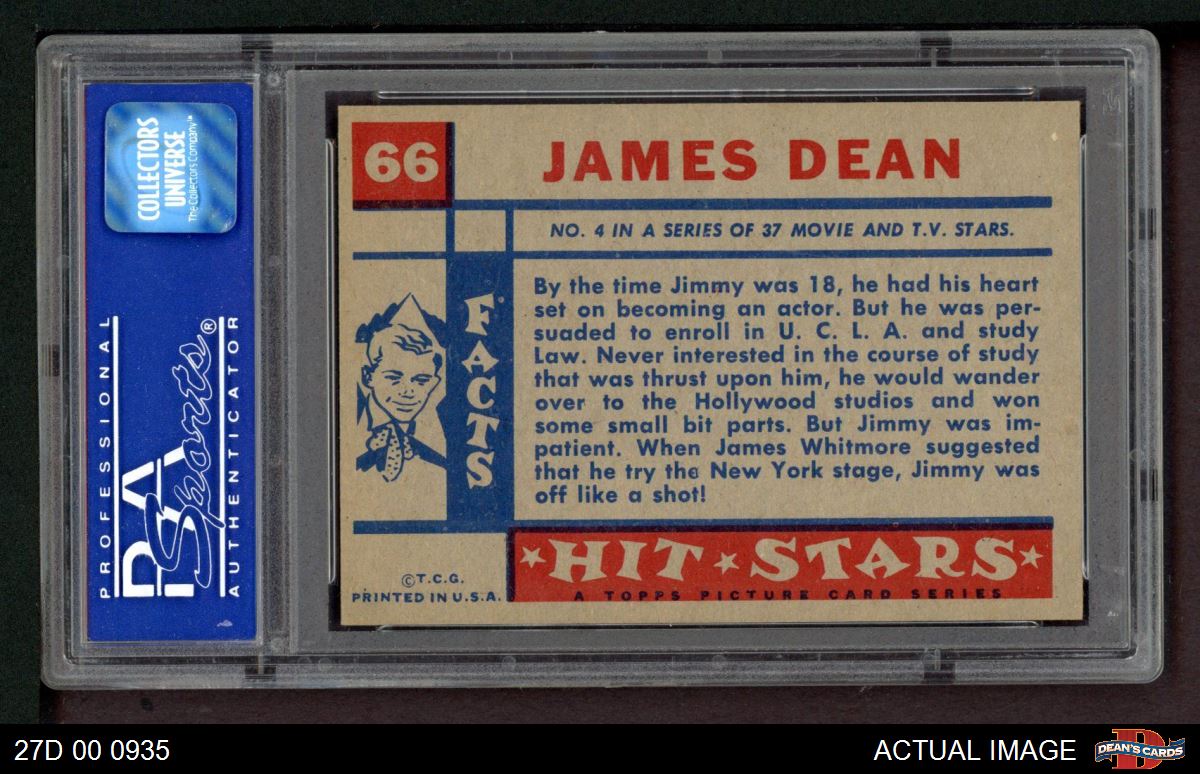 COLLECTORS
UNIVERSE
The Collectors Company™
PROFESSIONAL
PSA
Sports®
AUTHENTICATOR
66
JAMES DEAN
NO. 4 IN A SERIES OF 37 MOVIE AND T.V. STARS.
FACTS
By the time Jimmy was 18, he had his heart
set on becoming an actor. But he was per-
suaded to enroll in U. C. L. A. and study
Law. Never interested in the course of study
that was thrust upon him, he would wander
over to the Hollywood studios and won
some small bit parts. But Jimmy was im-
patient. When James Whitmore suggested
that he try the New York stage, Jimmy was
off like a shot!
©T.C.G.
PRINTED IN U.S.A.
HIT STARS
A TOPPS PICTURE CARD SERIES
27D 00 0935
ACTUAL IMAGE
DEAN'S CARDS